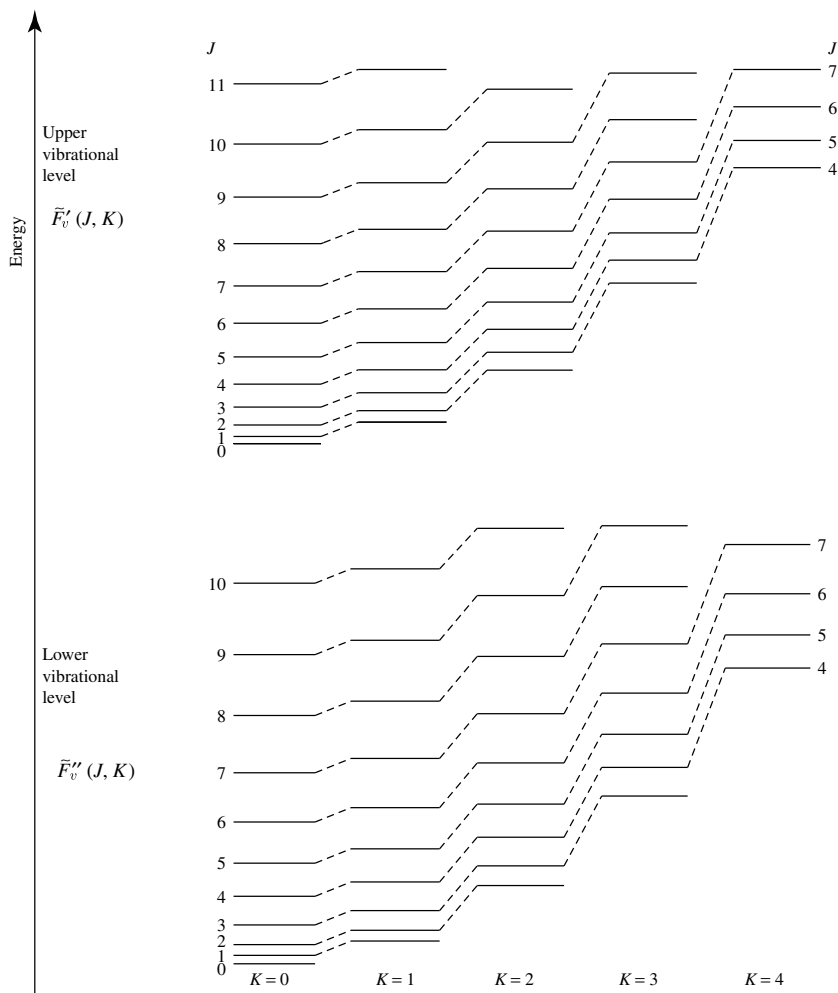 J
J
11
7
10
6
Upper
vibrational
level
5
4
9
F̃v′ (J, K)
Energy
8
7
6
5
4
3
2
1
0
10
7
9
6
Lower
vibrational
level
5
4
8
F̃v″ (J, K)
7
6
5
4
3
2
1
0
K = 0
K = 1
K = 2
K = 3
K = 4